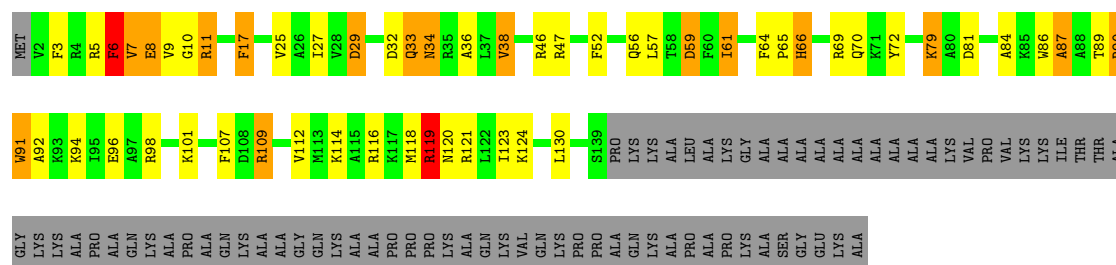 MET V2 F3 R4 R5 F6 V7 E8 V9 G10 R11 F17 V25 A26 I27 V28 D29 D32 Q33 N34 R35 A36 L37 V38 R46 R47 F52 Q56 L57 T58 D59 F60 I61 F64 P65 H66 R69 Q70 K71 Y72 K79 A80 D81 A84 K85 W86 A87 A88 T89
W91 A92 K93 K94 I95 E96 A97 R98 K101 F107 D108 R109 V112 M113 K114 A115 R116 K117 M118 R119 N120 R121 L122 I123 K124 L130 S139 PRO LYS LYS ALA LEU ALA LYS GLY ALA ALA ALA ALA ALA ALA ALA ALA ALA LYS VAL PRO VAL LYS LYS ILE THR THR ALA
GLY LYS LYS ALA PRO ALA GLN LYS ALA PRO ALA GLN LYS ALA ALA GLY GLN LYS ALA ALA PRO PRO PRO LYS ALA GLN LYS VAL GLN LYS PRO PRO ALA GLN LYS ALA PRO ALA PRO LYS ALA SER GLY GLU LYS ALA